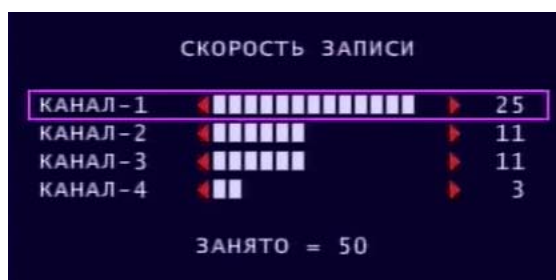 СКОРОСТЬ ЗАПИСИ
КАНАЛ-1 25
КАНАЛ-2 11
КАНАЛ-3 11
КАНАЛ-4 3
ЗАНЯТО = 50